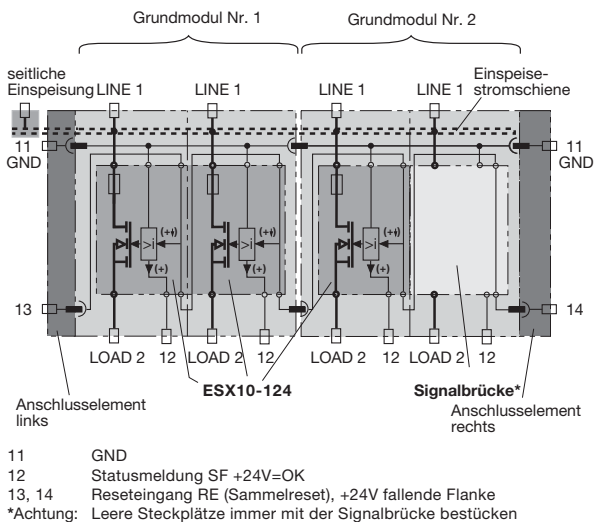 Grundmodul Nr. 1
Grundmodul Nr. 2
seitliche
Einspeisung
LINE 1
LINE 1
LINE 1
LINE 1
Einspeise-
stromschiene
11
GND
11
GND
>i
(+)
(+)
>i
(+)
(+)
>i
(+)
(+)
13
14
LOAD 2
12
LOAD 2
12
LOAD 2
12
LOAD 2
12
ESX10-124
Signalbrücke*
Anschlusselement
links
Anschlusselement
rechts
11 GND
12 Statusmeldung SF +24V=OK
13, 14 Reseteingang RE (Sammelreset), +24V fallende Flanke
*Achtung: Leere Steckplätze immer mit der Signalbrücke bestücken